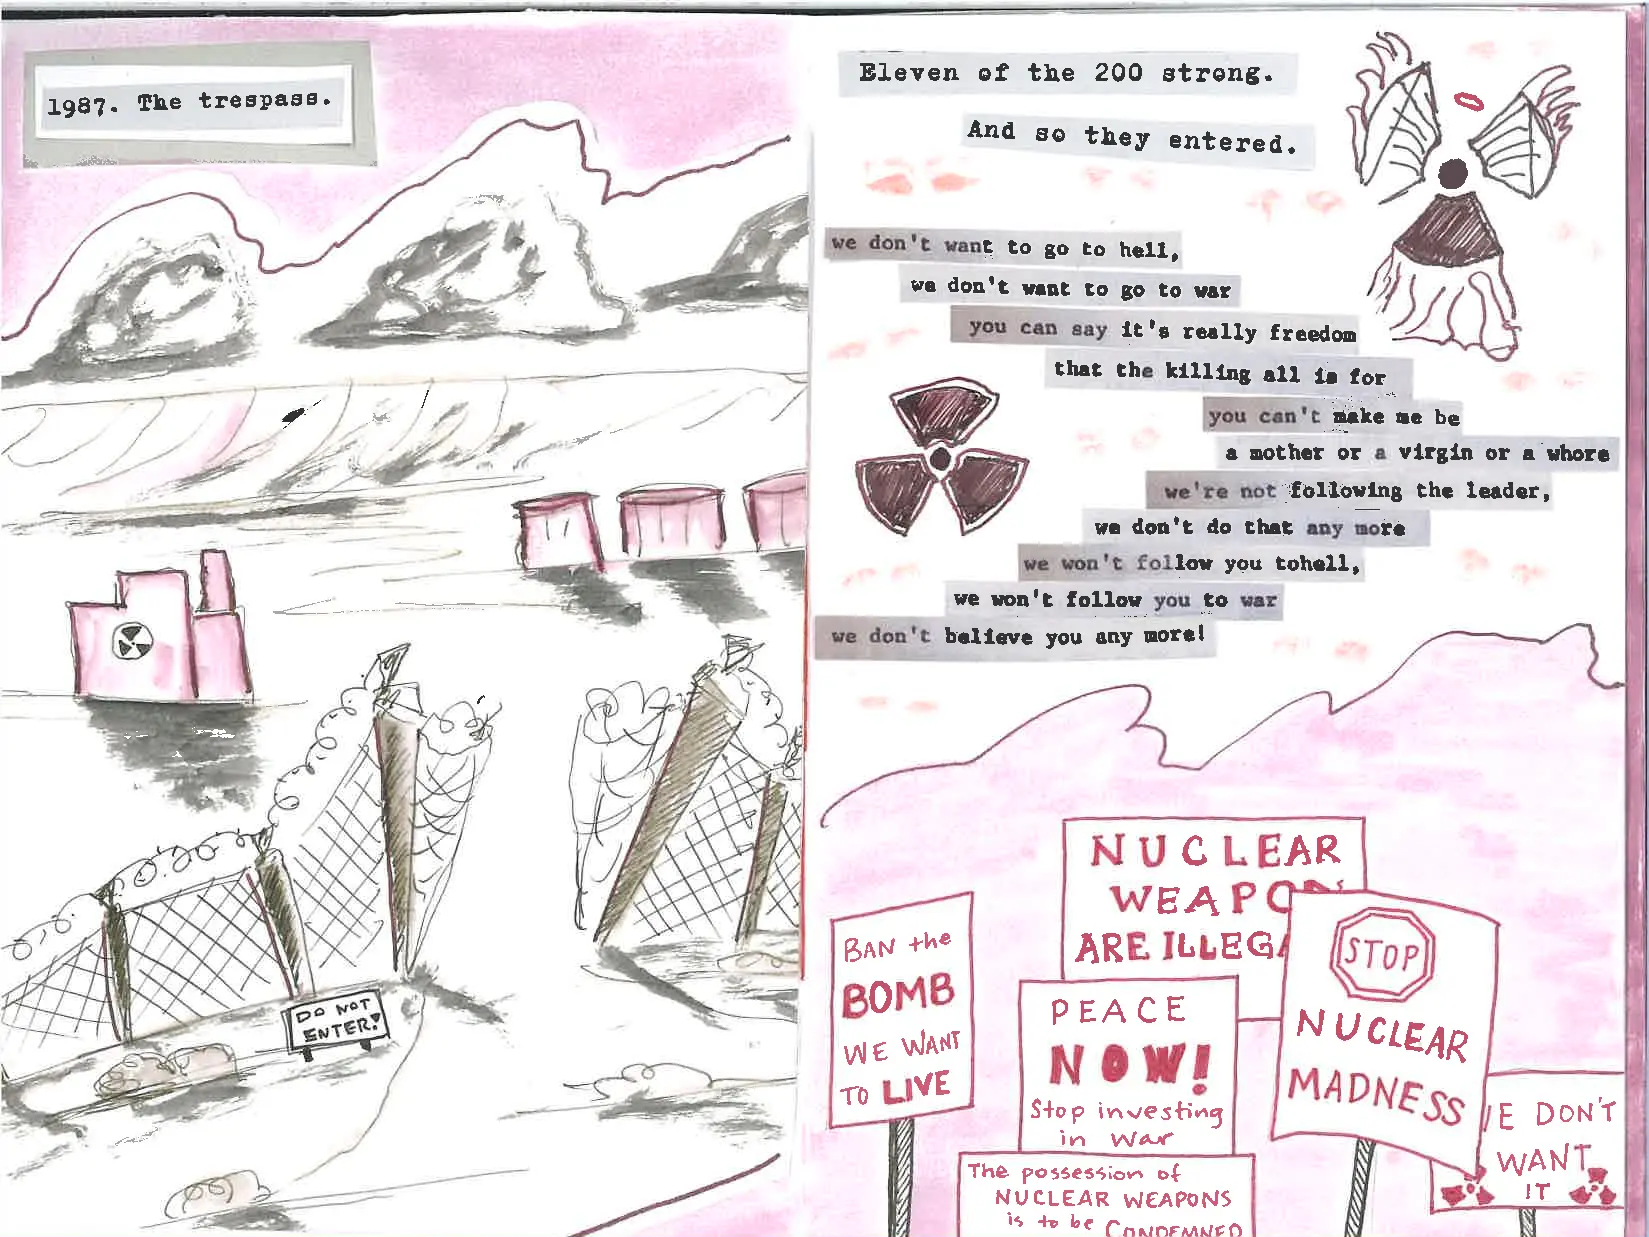 1987. The trespass.
DO NOT
ENTER!
Eleven of the 200 strong.
And so they entered.
we don't want to go to hell,
we don't want to go to war
you can say it's really freedom
that the killing all is for
you can't make me be
a mother or a virgin or a whore
we're not following the leader,
we don't do that any more
we won't follow you tohell,
we won't follow you to war
we don't believe you any more!
NUCLEAR
WEAPON
ARE ILLEGA
BAN the
BOMB
WE WANT
TO LIVE
PEACE
NOW!
Stop investing
in war
STOP
NUCLEAR
MADNESS
The possession of
NUCLEAR WEAPONS
is to be CONDEMNED
E DON'T
WANT
IT